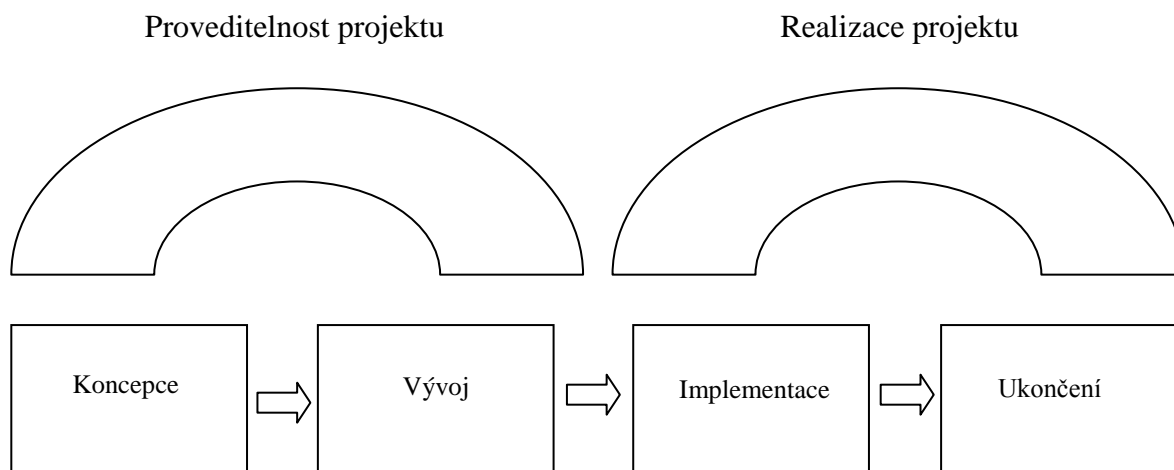 Proveditelnost projektu
Realizace projektu
Koncepce
Vývoj
Implementace
Ukončení